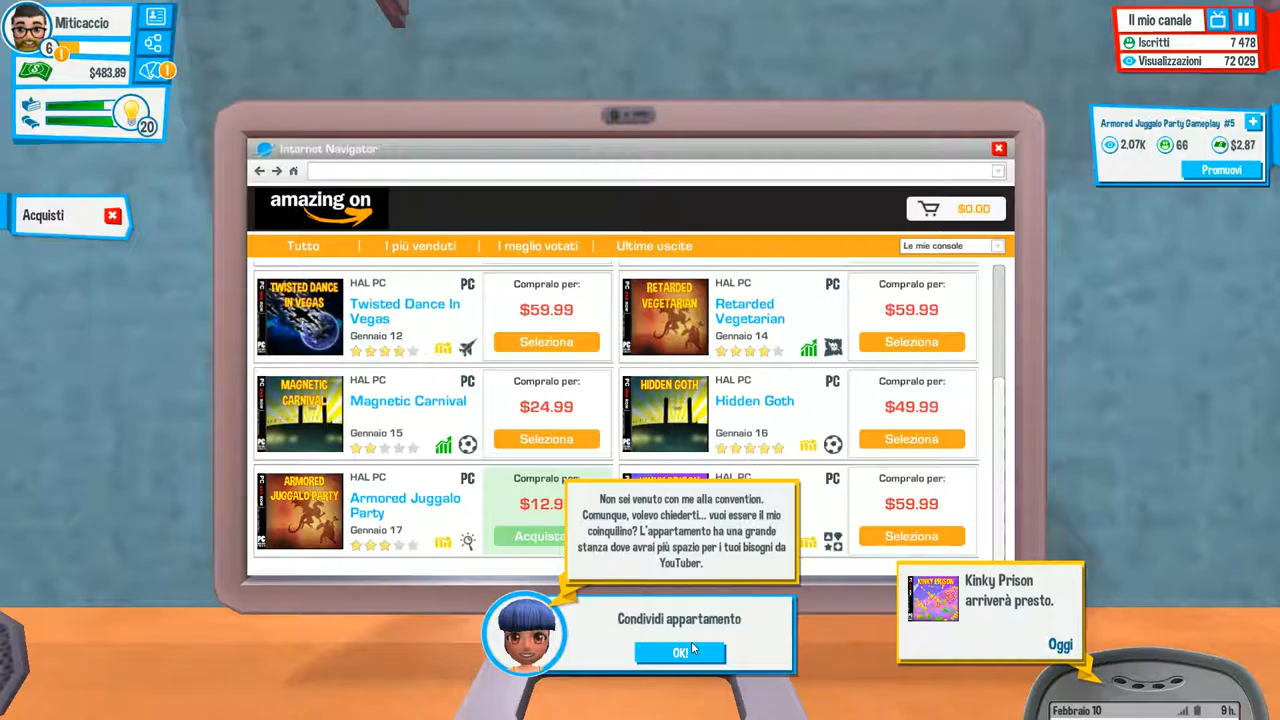 Miticaccio
6
$483.89
20
Il mio canale
Iscritti 7 478
Visualizzazioni 72 029
Armored Juggalo Party Gameplay #5
2.07K 66 $2.87
Promuovi
Acquisti
Internet Navigator
amazing on
$0.00
Tutto | I più venduti | I meglio votati | Ultime uscite
Le mie console
TWISTED DANCE IN VEGAS
HAL PC PC
Twisted Dance In Vegas
Gennaio 12
Compralo per:
$59.99
Seleziona
RETARDED VEGETARIAN
HAL PC PC
Retarded Vegetarian
Gennaio 14
Compralo per:
$59.99
Seleziona
MAGNETIC CARNIVAL
HAL PC PC
Magnetic Carnival
Gennaio 15
Compralo per:
$24.99
Seleziona
HIDDEN GOTH
HAL PC PC
Hidden Goth
Gennaio 16
Compralo per:
$49.99
Seleziona
ARMORED JUGGALO PARTY
HAL PC PC
Armored Juggalo Party
Gennaio 17
Compralo per:
$12.9
Acquista
HAL PC PC
Compralo per:
$59.99
Seleziona
Non sei venuto con me alla convention.
Comunque, volevo chiederti... vuoi essere il mio
coinquilino? L'appartamento ha una grande
stanza dove avrai più spazio per i tuoi bisogni da
YouTuber.
Condividi appartamento
OK!
KINKY PRISON
Kinky Prison
arriverà presto.
Oggi
Febbraio 10 9 h.